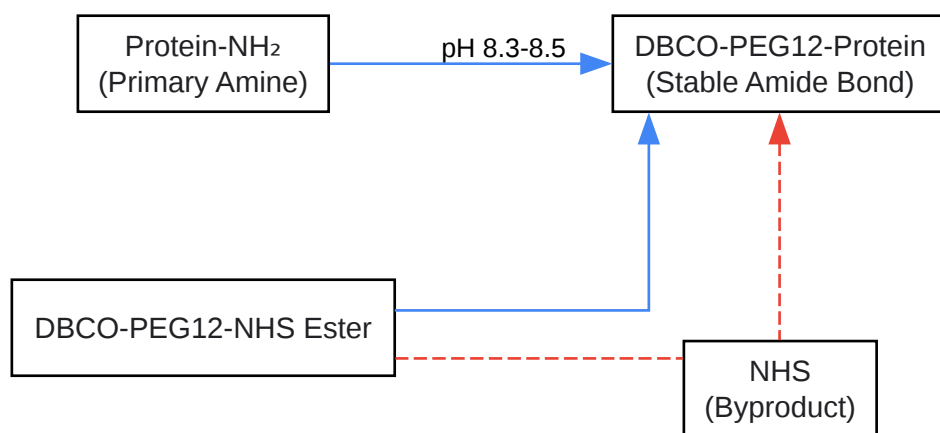 Protein-NH₂
(Primary Amine)
pH 8.3-8.5
DBCO-PEG12-Protein
(Stable Amide Bond)
DBCO-PEG12-NHS Ester
NHS
(Byproduct)